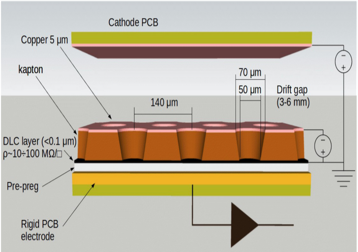 Cathode PCB
Copper 5 µm
kapton
70 µm
50 µm
Drift gap
(3-6 mm)
140 µm
DLC layer (<0.1 µm)
ρ~10÷100 MΩ/□
Pre-preg
Rigid PCB
electrode